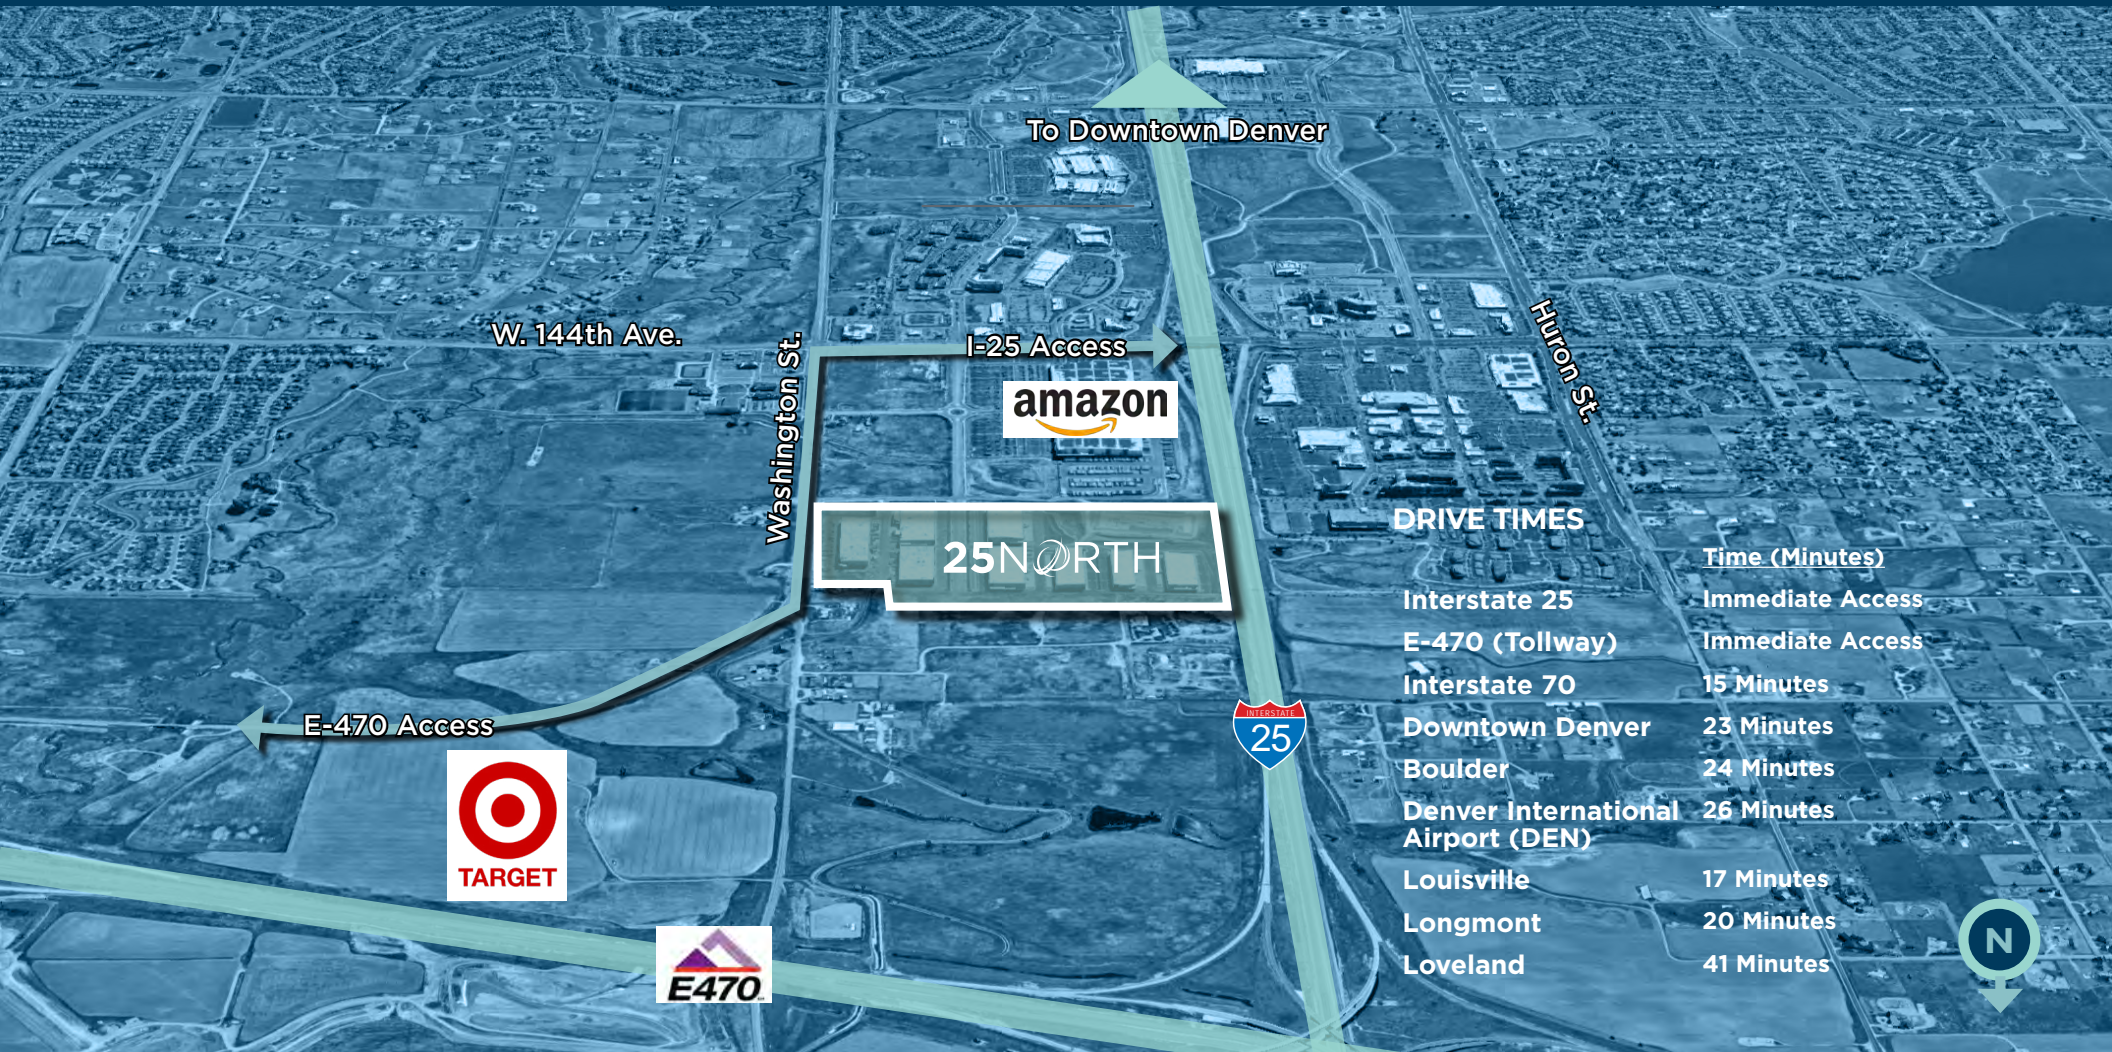 To Downtown Denver
W. 144th Ave.
Washington St.
I-25 Access
Huron St.
amazon
25NORTH
E-470 Access
TARGET
E470
INTERSTATE
25
DRIVE TIMES
Time (Minutes)
Interstate 25 Immediate Access
E-470 (Tollway) Immediate Access
Interstate 70 15 Minutes
Downtown Denver 23 Minutes
Boulder 24 Minutes
Denver International 26 Minutes
Airport (DEN)
Louisville 17 Minutes
Longmont 20 Minutes
Loveland 41 Minutes
N